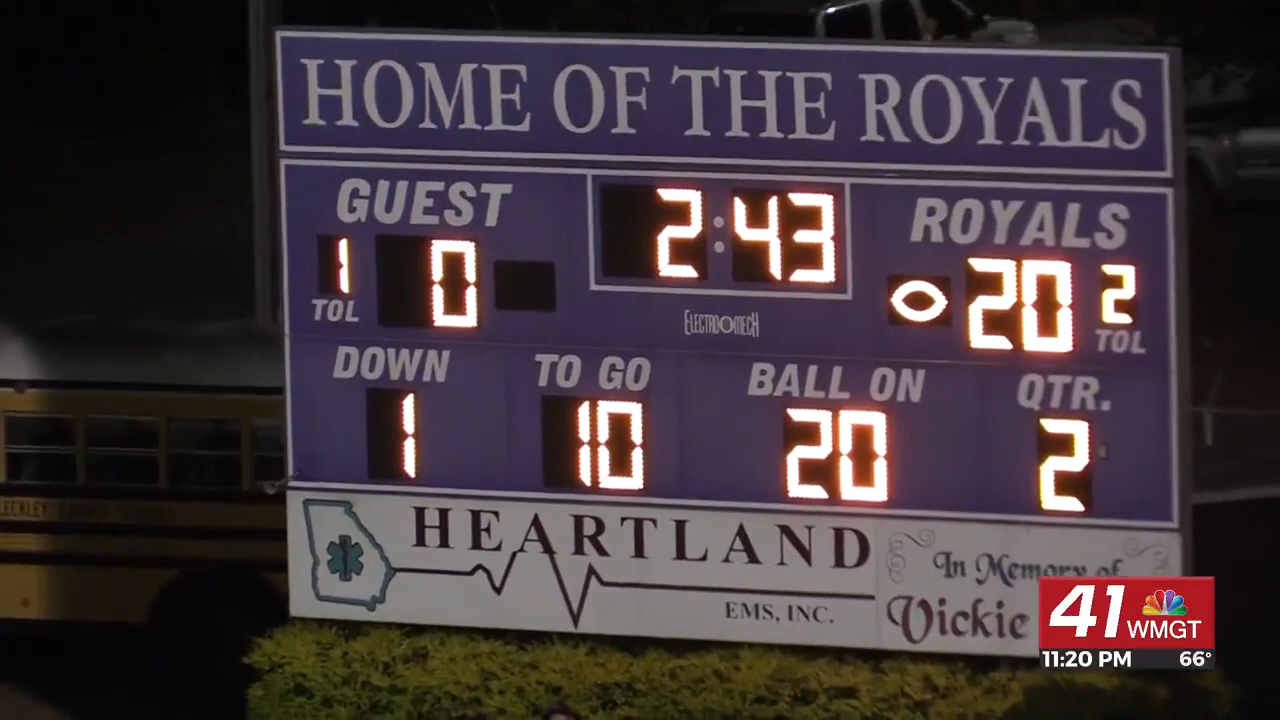 HOME OF THE ROYALS
GUEST
2:43
ROYALS
1
0
20
2
TOL
ELECTRO-MECH
TOL
DOWN
TO GO
BALL ON
QTR.
1
10
20
2
HEARTLAND
EMS, INC.
In Memory of
Vickie
41
WMGT
11:20 PM 66°